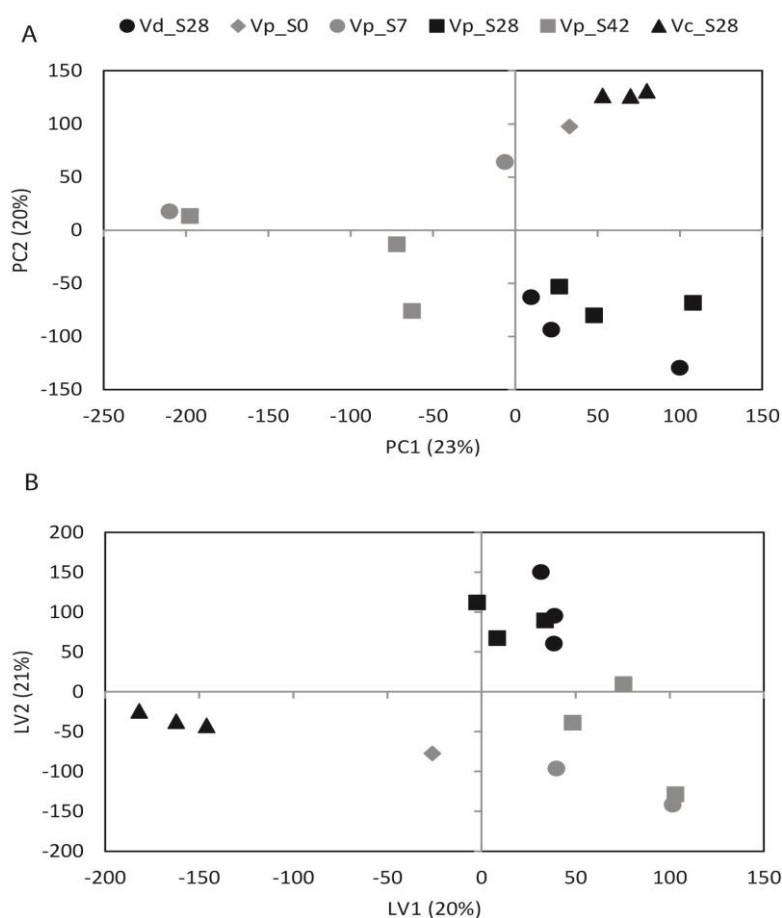 A
Vd_S28 Vp_S0 Vp_S7 Vp_S28 Vp_S42 Vc_S28
150
100
50
0
-50
-100
-150
PC2 (20%)
-250 -200 -150 -100 -50 0 50 100 150
PC1 (23%)
B
200
150
100
50
0
-50
-100
-150
-200
LV2 (21%)
-200 -150 -100 -50 0 50 100 150
LV1 (20%)